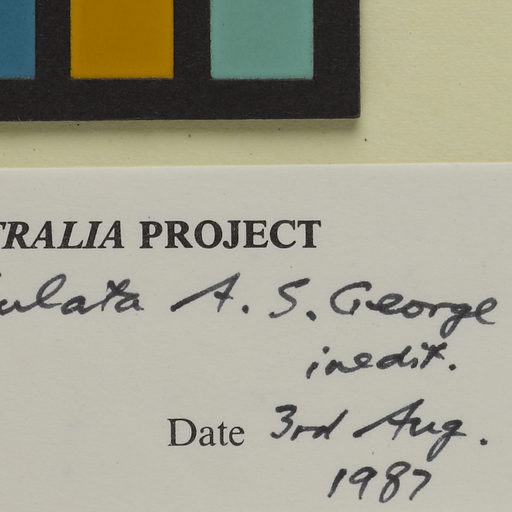 TRALIA PROJECT
ulata A. S. George
inedit.
Date 3rd Aug.
1987